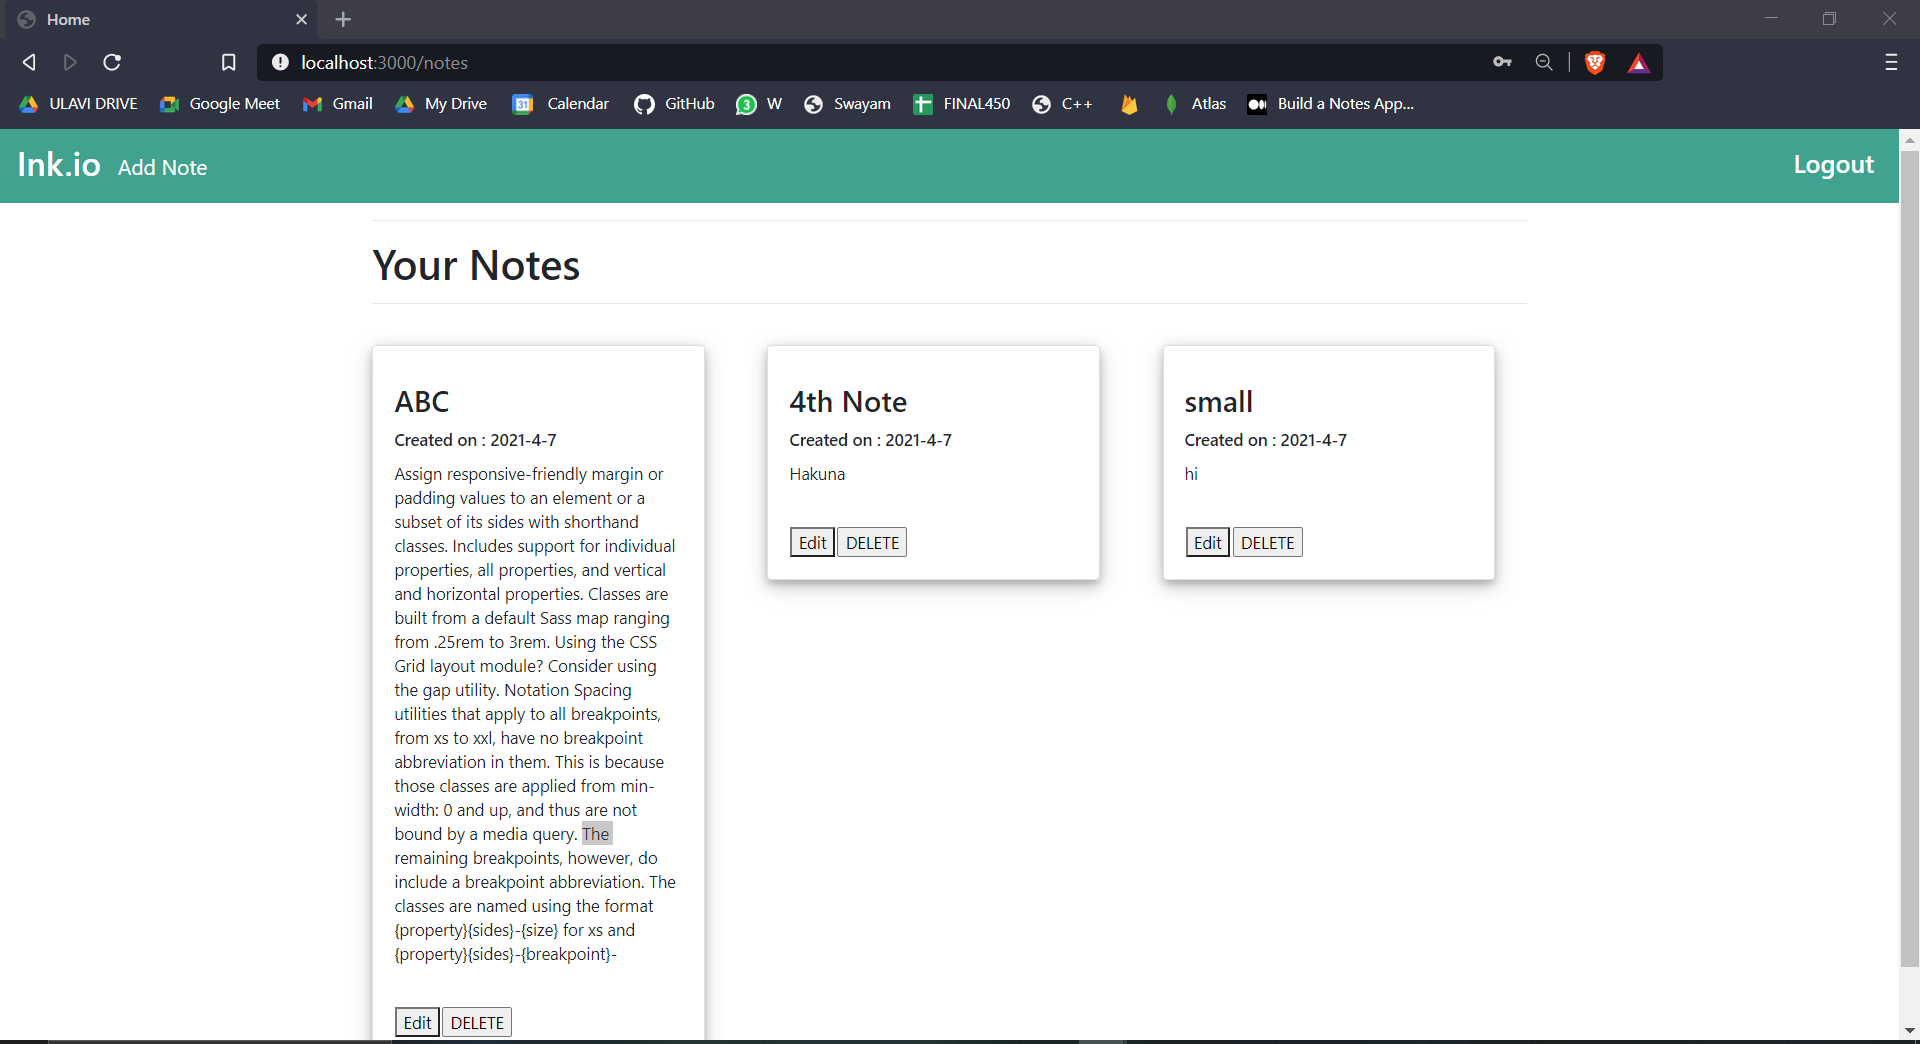 Home
localhost:3000/notes
ULAVI DRIVE Google Meet Gmail My Drive 31 Calendar GitHub 3 W Swayam FINAL450 C++ Atlas Build a Notes App...
Ink.io Add Note Logout
Your Notes
ABC
Created on : 2021-4-7
Assign responsive-friendly margin or
padding values to an element or a
subset of its sides with shorthand
classes. Includes support for individual
properties, all properties, and vertical
and horizontal properties. Classes are
built from a default Sass map ranging
from .25rem to 3rem. Using the CSS
Grid layout module? Consider using
the gap utility. Notation Spacing
utilities that apply to all breakpoints,
from xs to xxl, have no breakpoint
abbreviation in them. This is because
those classes are applied from min-
width: 0 and up, and thus are not
bound by a media query. The
remaining breakpoints, however, do
include a breakpoint abbreviation. The
classes are named using the format
{property}{sides}-{size} for xs and
{property}{sides}-{breakpoint}-
Edit DELETE
4th Note
Created on : 2021-4-7
Hakuna
Edit DELETE
small
Created on : 2021-4-7
hi
Edit DELETE